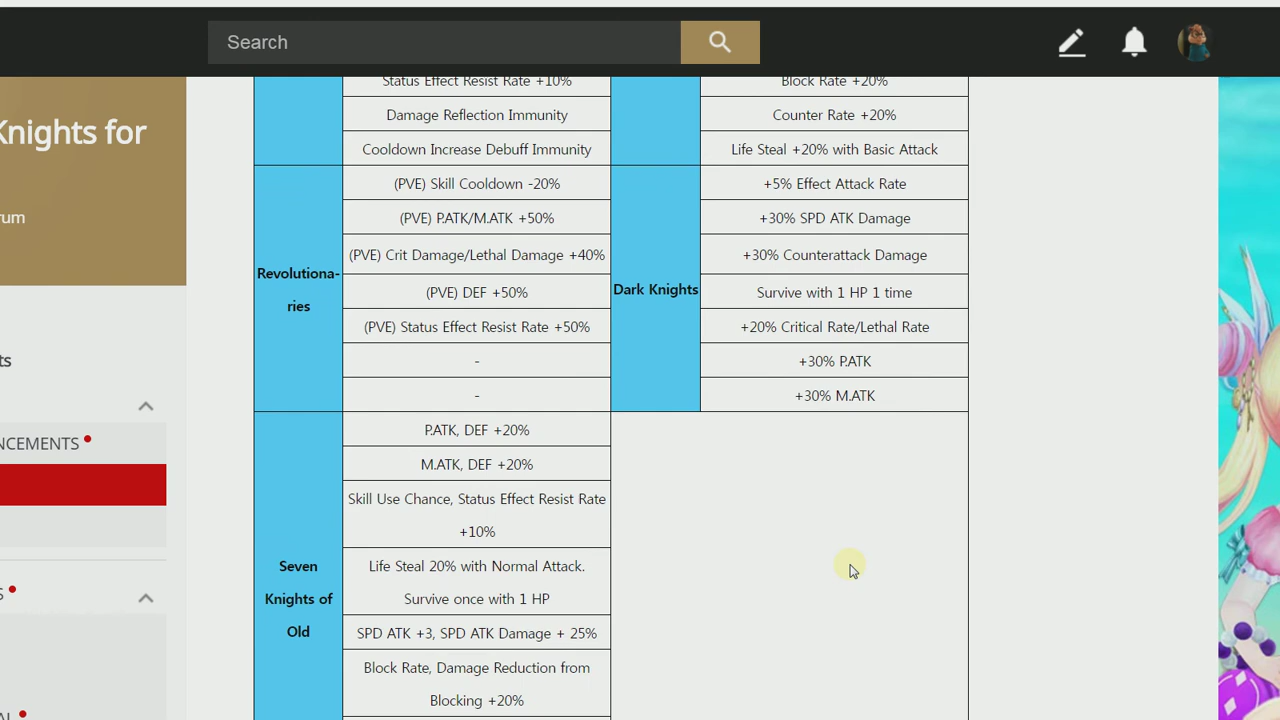 Search
Knights for
rum
ts
NCEMENTS
S
AL
Status Effect Resist Rate +10%
Damage Reflection Immunity
Cooldown Increase Debuff Immunity
Block Rate +20%
Counter Rate +20%
Life Steal +20% with Basic Attack
Revolutiona-
ries
(PVE) Skill Cooldown -20%
(PVE) P.ATK/M.ATK +50%
(PVE) Crit Damage/Lethal Damage +40%
(PVE) DEF +50%
(PVE) Status Effect Resist Rate +50%
-
-
Dark Knights
+5% Effect Attack Rate
+30% SPD ATK Damage
+30% Counterattack Damage
Survive with 1 HP 1 time
+20% Critical Rate/Lethal Rate
+30% P.ATK
+30% M.ATK
Seven
Knights of
Old
P.ATK, DEF +20%
M.ATK, DEF +20%
Skill Use Chance, Status Effect Resist Rate
+10%
Life Steal 20% with Normal Attack.
Survive once with 1 HP
SPD ATK +3, SPD ATK Damage + 25%
Block Rate, Damage Reduction from
Blocking +20%